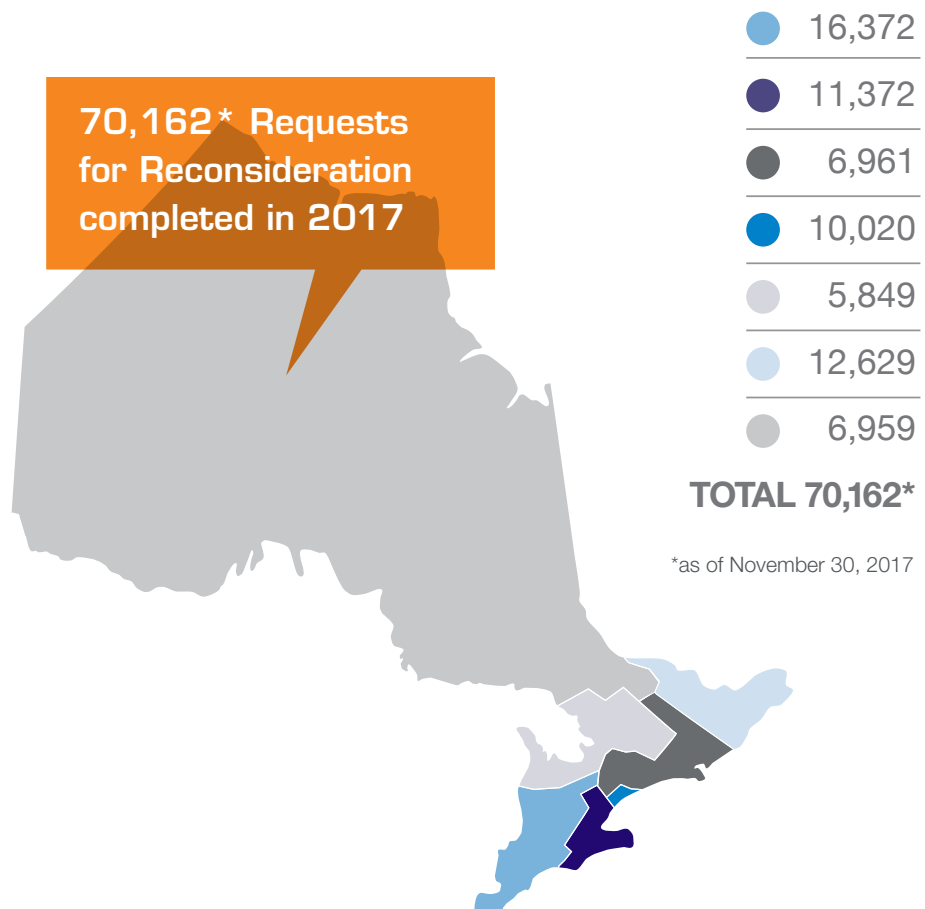 16,372
70,162* Requests
for Reconsideration
completed in 2017
11,372
6,961
10,020
5,849
12,629
6,959
TOTAL 70,162*
*as of November 30, 2017